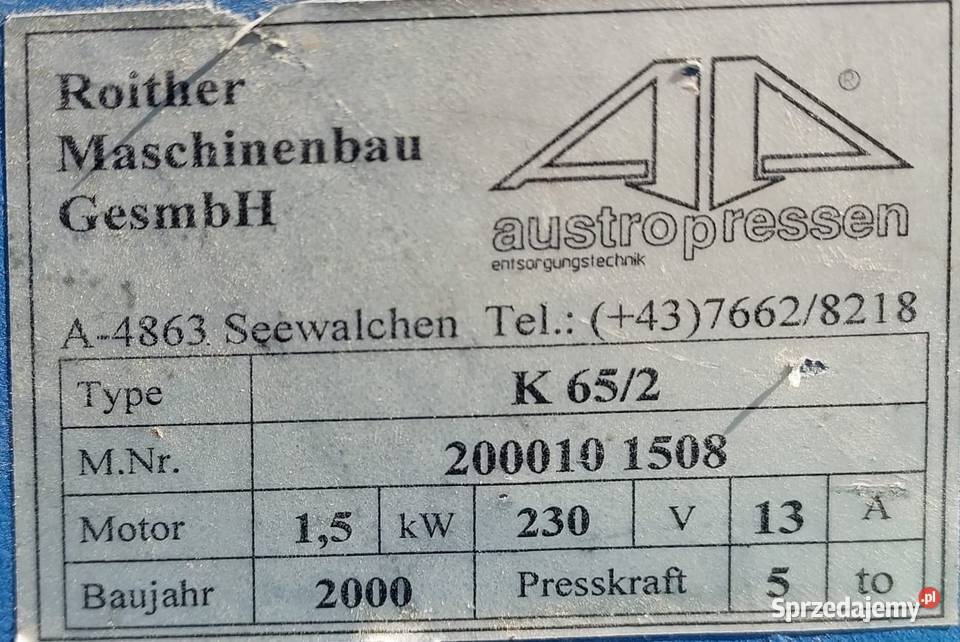 Roither
Maschinenbau
GesmbH
®
austropressen
entsorgungstechnik
A-4863 Seewalchen Tel.: (+43)7662/8218
Type K 65/2
M.Nr. 200010 1508
Motor 1,5 kW 230 V 13 A
Baujahr 2000 Presskraft 5 to
Sprzedajemy.pl